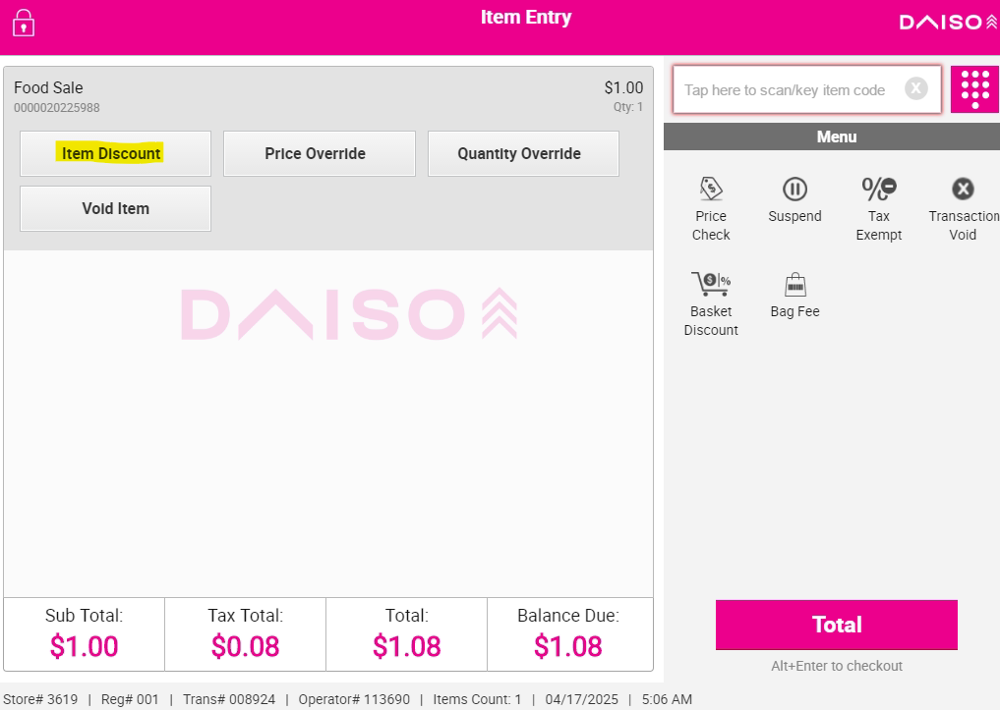 Item Entry
DAISO
Food Sale
$1.00
0000020225988
Qty: 1
Item Discount
Price Override
Quantity Override
Void Item
DAISO
Sub Total:
$1.00
Tax Total:
$0.08
Total:
$1.08
Balance Due:
$1.08
Tap here to scan/key item code
X
Menu
Price
Check
Suspend
Tax
Exempt
Transaction
Void
Basket
Discount
Bag Fee
Total
Alt+Enter to checkout
Store# 3619 | Reg# 001 | Trans# 008924 | Operator# 113690 | Items Count: 1 | 04/17/2025 | 5:06 AM